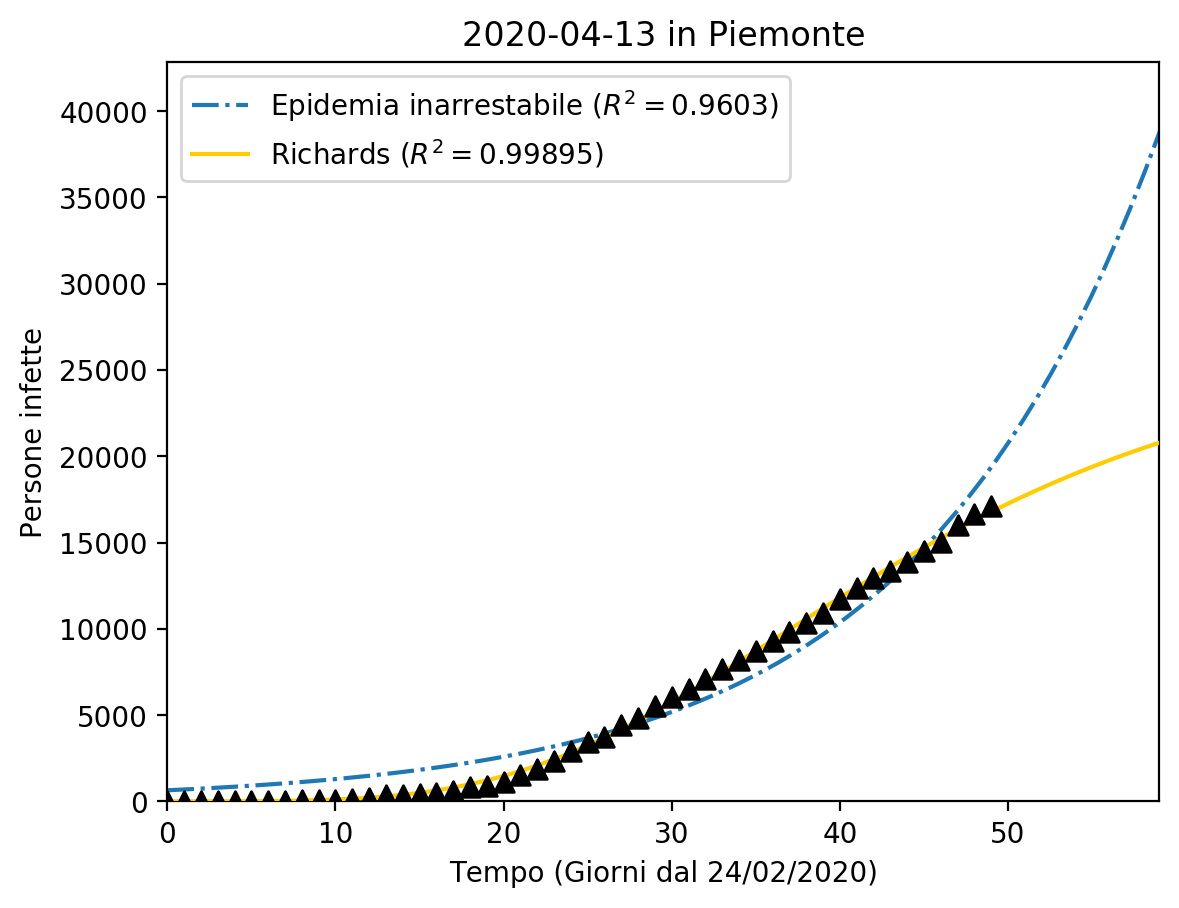 2020-04-13 in Piemonte
Epidemia inarrestabile (R² = 0.9603)
Richards (R² = 0.99895)
40000
35000
30000
25000
20000
15000
10000
5000
0
Persone infette
0 10 20 30 40 50
Tempo (Giorni dal 24/02/2020)